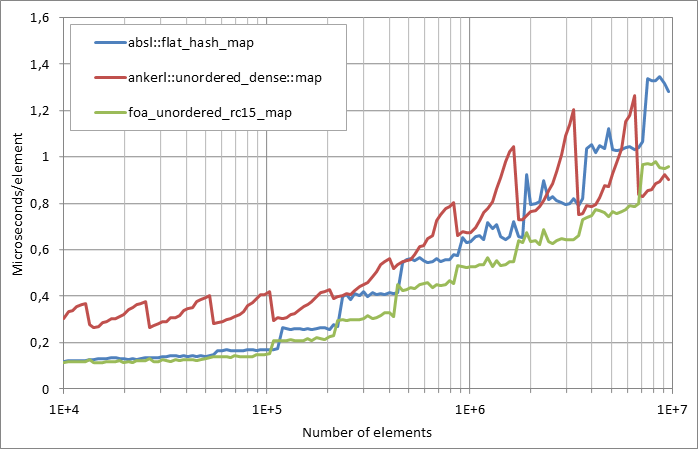 1,6
1,4
1,2
1
0,8
0,6
0,4
0,2
0
Microseconds/element
absl::flat_hash_map
ankerl::unordered_dense::map
foa_unordered_rc15_map
1E+4 1E+5 1E+6 1E+7
Number of elements